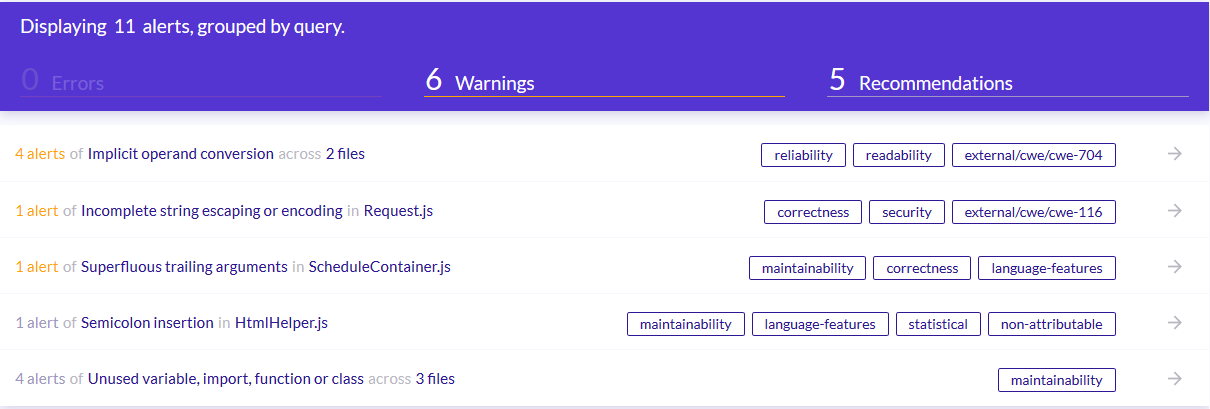 Displaying 11 alerts, grouped by query.
0 Errors 6 Warnings 5 Recommendations
4 alerts of Implicit operand conversion across 2 files reliability readability external/cwe/cwe-704
1 alert of Incomplete string escaping or encoding in Request.js correctness security external/cwe/cwe-116
1 alert of Superfluous trailing arguments in ScheduleContainer.js maintainability correctness language-features
1 alert of Semicolon insertion in HtmlHelper.js maintainability language-features statistical non-attributable
4 alerts of Unused variable, import, function or class across 3 files maintainability